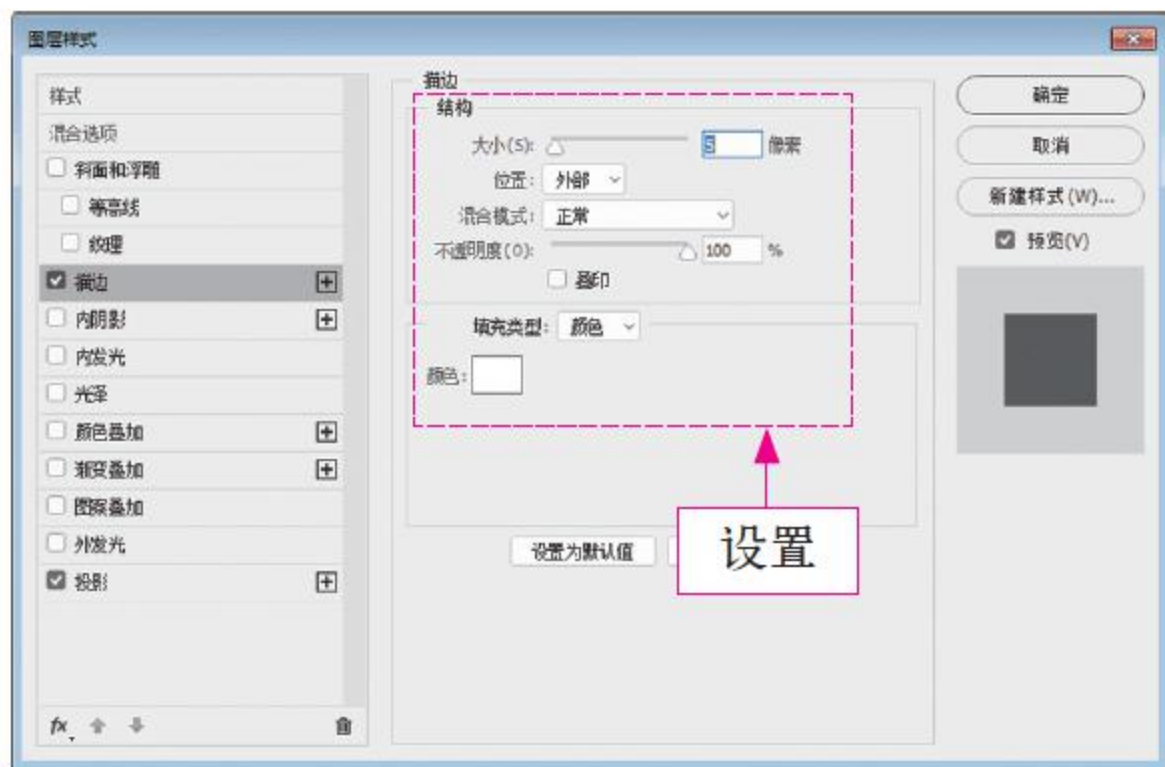 图层样式
样式
混合选项
斜面和浮雕
等高线
纹理
描边
内阴影
内发光
光泽
颜色叠加
渐变叠加
图案叠加
外发光
投影
fx
描边
结构
大小(S): 5 像素
位置: 外部
混合模式: 正常
不透明度(O): 100 %
叠印
填充类型: 颜色
颜色:
设置为默认值
设置
确定
取消
新建样式(W)...
预览(V)